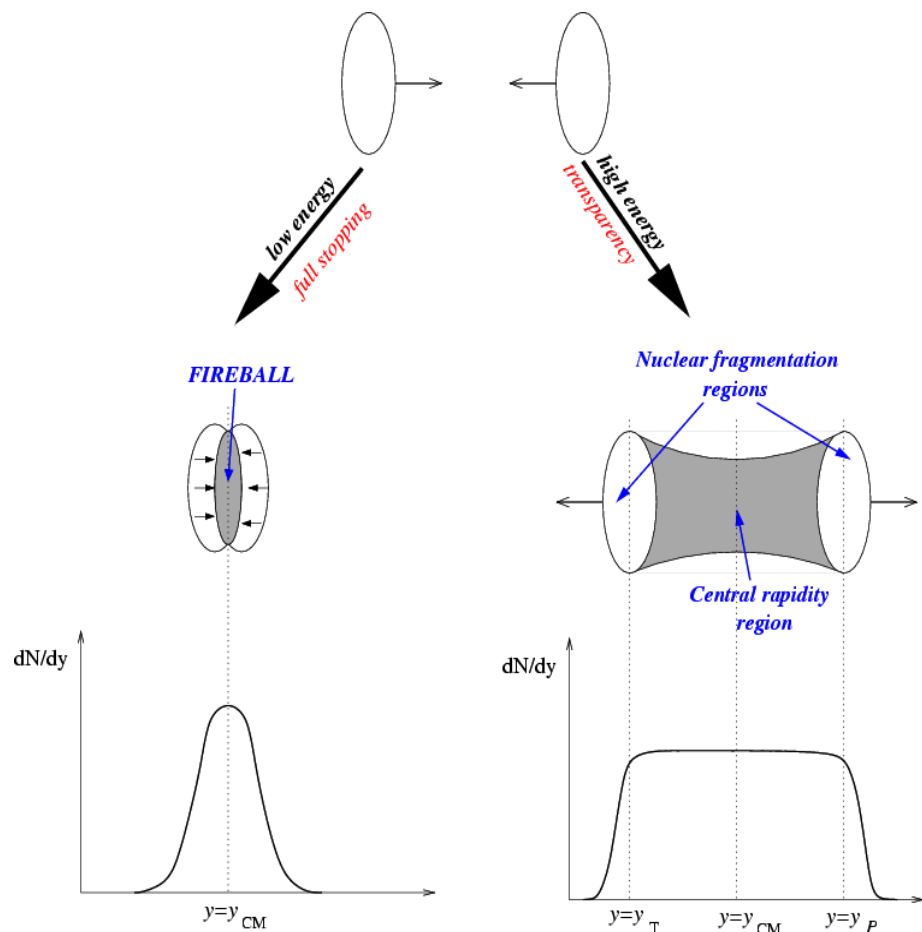 low energy
full stopping
high energy
transparency
FIREBALL
Nuclear fragmentation
regions
Central rapidity
region
dN/dy
y=y CM
dN/dy
y=y T
y=y CM
y=y P